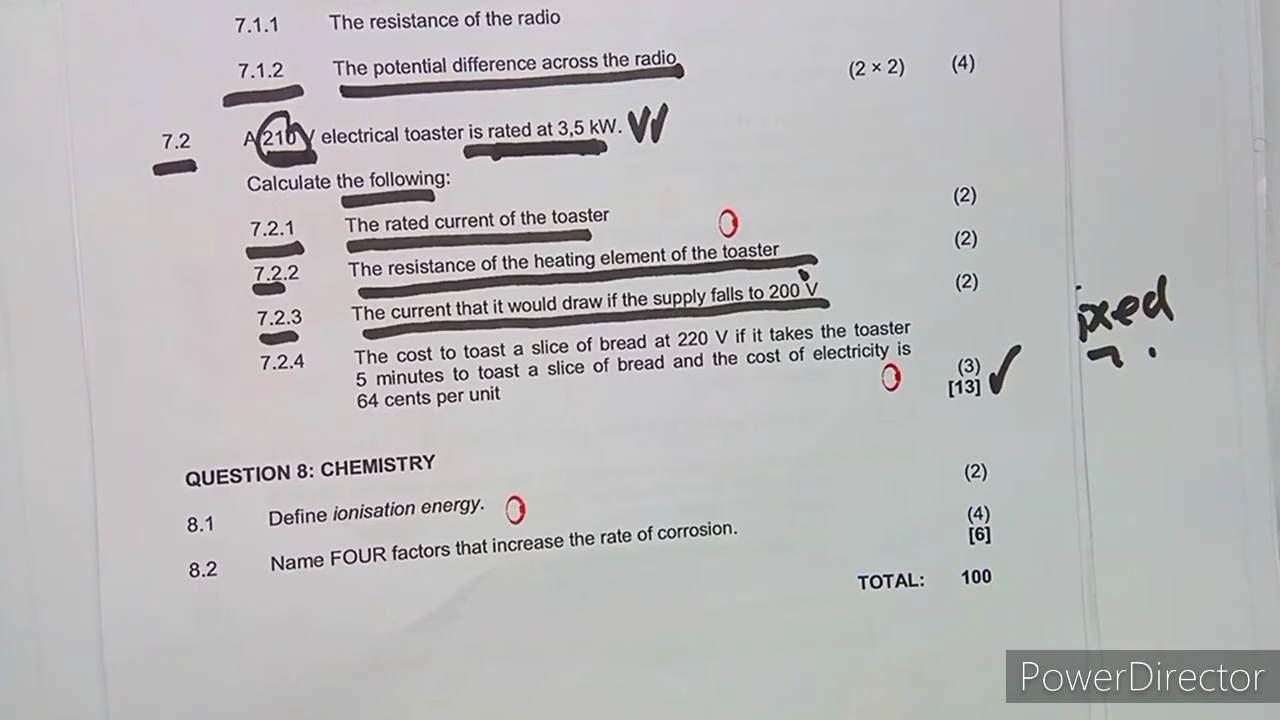 7.1.1 The resistance of the radio
7.1.2 The potential difference across the radio (2 × 2) (4)
7.2 A 210 V electrical toaster is rated at 3,5 kW.
Calculate the following:
7.2.1 The rated current of the toaster (2)
7.2.2 The resistance of the heating element of the toaster (2)
7.2.3 The current that it would draw if the supply falls to 200 V (2)
7.2.4 The cost to toast a slice of bread at 220 V if it takes the toaster
5 minutes to toast a slice of bread and the cost of electricity is
64 cents per unit (3)
[13]
QUESTION 8: CHEMISTRY
8.1 Define ionisation energy. (2)
8.2 Name FOUR factors that increase the rate of corrosion. (4)
[6]
TOTAL: 100
PowerDirector